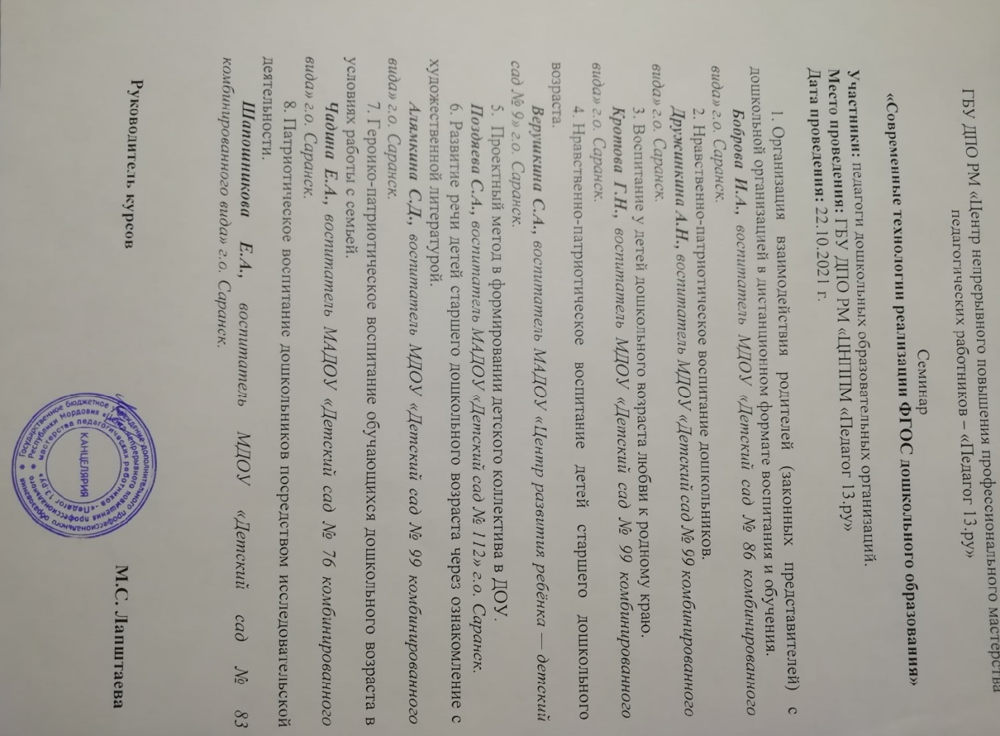 ГБУ ДПО РМ «Центр непрерывного повышения профессионального мастерства
педагогических работников – «Педагог 13.ру»
Семинар
«Современные технологии реализации ФГОС дошкольного образования»
Участники: педагоги дошкольных образовательных организаций.
Место проведения: ГБУ ДПО РМ «ЦНППМ «Педагог 13.ру»
Дата проведения: 22.10.2021 г.
1. Организация взаимодействия родителей (законных представителей) с
дошкольной организацией в дистанционном формате воспитания и обучения.
Боброва И.А., воспитатель МДОУ «Детский сад № 86 комбинированного
вида» г.о. Саранск.
2. Нравственно-патриотическое воспитание дошкольников.
Дружинкина А.Н., воспитатель МДОУ «Детский сад № 99 комбинированного
вида» г.о. Саранск.
3. Воспитание у детей дошкольного возраста любви к родному краю.
Кротова Г.Н., воспитатель МДОУ «Детский сад № 99 комбинированного
вида» г.о. Саранск.
4. Нравственно-патриотическое воспитание детей старшего дошкольного
возраста.
Верушкина С.А., воспитатель МАДОУ «Центр развития ребёнка — детский
сад № 9» г.о. Саранск.
5. Проектный метод в формировании детского коллектива в ДОУ.
Поздяева С.А., воспитатель МАДОУ «Детский сад № 112» г.о. Саранск.
6. Развитие речи детей старшего дошкольного возраста через ознакомление с
художественной литературой.
Алямкина С.Д., воспитатель МДОУ «Детский сад № 99 комбинированного
вида» г.о. Саранск.
7. Героико-патриотическое воспитание обучающихся дошкольного возраста в
условиях работы с семьей.
Чадина Е.А., воспитатель МАДОУ «Детский сад № 76 комбинированного
вида» г.о. Саранск.
8. Патриотическое воспитание дошкольников посредством исследовательской
деятельности.
Шапошникова Е.А., воспитатель МДОУ «Детский сад № 83
комбинированного вида» г.о. Саранск.
Руководитель курсов М.С. Лапштаева
Государственное бюджетное учреждение дополнительного профессионального образования
Республики Мордовия «Центр непрерывного повышения профессионального
мастерства педагогических работников - «Педагог 13.ру»
КАНЦЕЛЯРИЯ